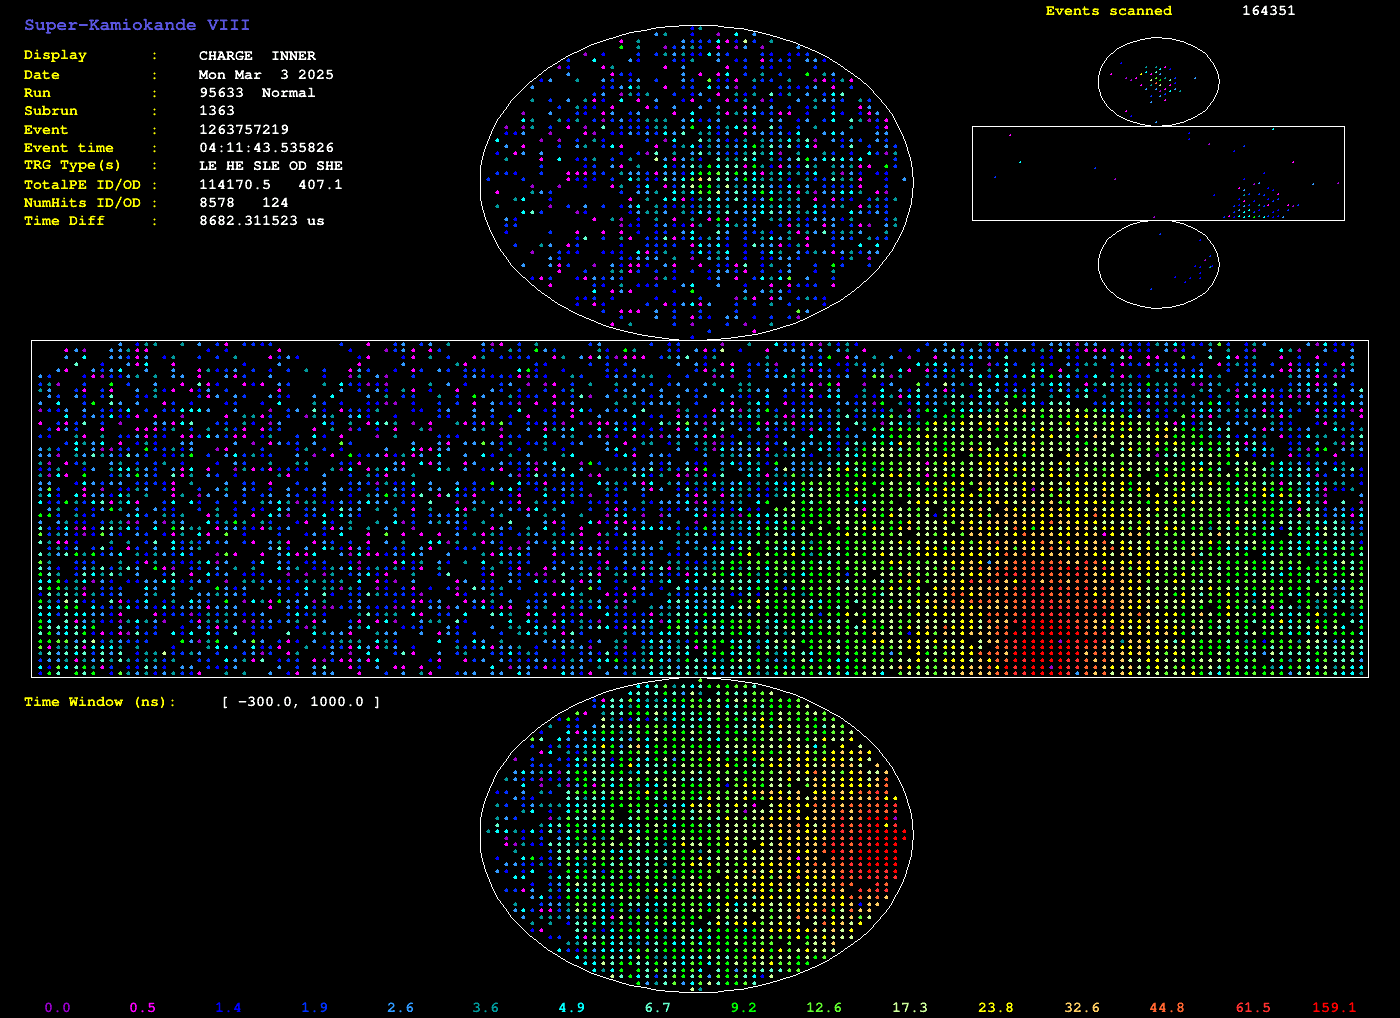 Super-Kamiokande VIII
Events scanned 164351
Display : CHARGE INNER
Date : Mon Mar 3 2025
Run : 95633 Normal
Subrun : 1363
Event : 1263757219
Event time : 04:11:43.535826
TRG Type(s) : LE HE SLE OD SHE
TotalPE ID/OD : 114170.5 407.1
NumHits ID/OD : 8578 124
Time Diff : 8682.311523 us
Time Window (ns): [ -300.0, 1000.0 ]
0.0 0.5 1.4 1.9 2.6 3.6 4.9 6.7 9.2 12.6 17.3 23.8 32.6 44.8 61.5 159.1